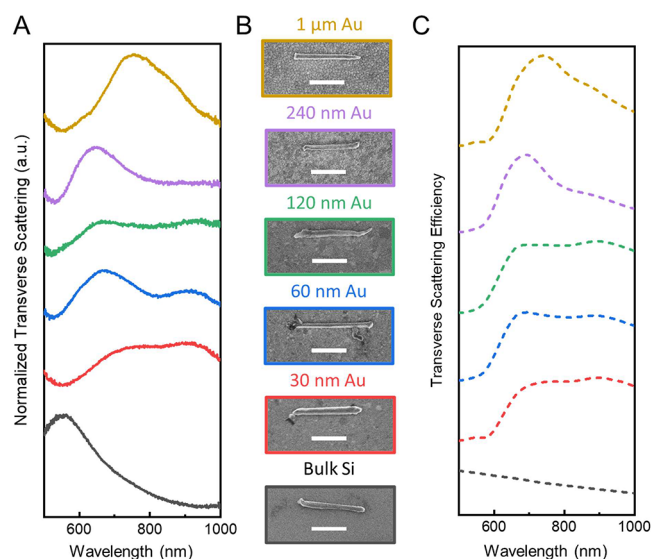 A
B
C
1 μm Au
240 nm Au
120 nm Au
60 nm Au
30 nm Au
Bulk Si
Normalized Transverse Scattering (a.u.)
600
800
1000
Wavelength (nm)
Transverse Scattering Efficiency
600
800
1000
Wavelength (nm)